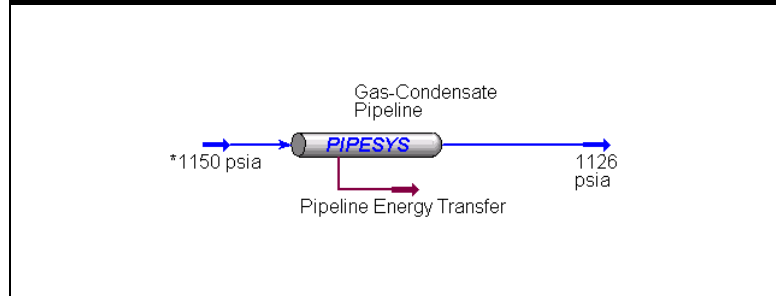 Gas-Condensate
Pipeline
PIPESYS
*1150 psia
1126
psia
Pipeline Energy Transfer